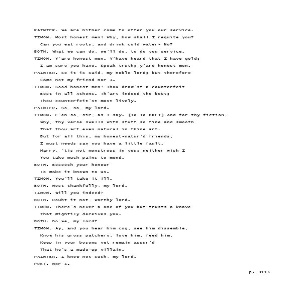 PAINTER. We are hither come to offer you our service.
TIMON. Most honest men! Why, how shall I requite you?
Can you eat roots, and drink cold water- No?
BOTH. What we can do, we'll do, to do you service.
TIMON. Y'are honest men. Y'have heard that I have gold;
I am sure you have. Speak truth; y'are honest men.
PAINTER. So it is said, my noble lord; but therefore
Came not my friend nor I.
TIMON. Good honest men! Thou draw'st a counterfeit
Best in all Athens. Th'art indeed the best;
Thou counterfeit'st most lively.
PAINTER. So, so, my lord.
TIMON. E'en so, sir, as I say. [To the POET] And for thy fiction,
Why, thy verse swells with stuff so fine and smooth
That thou art even natural in thine art.
But for all this, my honest-natur'd friends,
I must needs say you have a little fault.
Marry, 'tis not monstrous in you; neither wish I
You take much pains to mend.
BOTH. Beseech your honour
To make it known to us.
TIMON. You'll take it ill.
BOTH. Most thankfully, my lord.
TIMON. Will you indeed?
BOTH. Doubt it not, worthy lord.
TIMON. There's never a one of you but trusts a knave
That mightily deceives you.
BOTH. Do we, my lord?
TIMON. Ay, and you hear him cog, see him dissemble,
Know his gross patchery, love him, feed him,
Keep in your bosom; yet remain assur'd
That he's a made-up villain.
PAINTER. I know not such, my lord.
POET. Nor I.